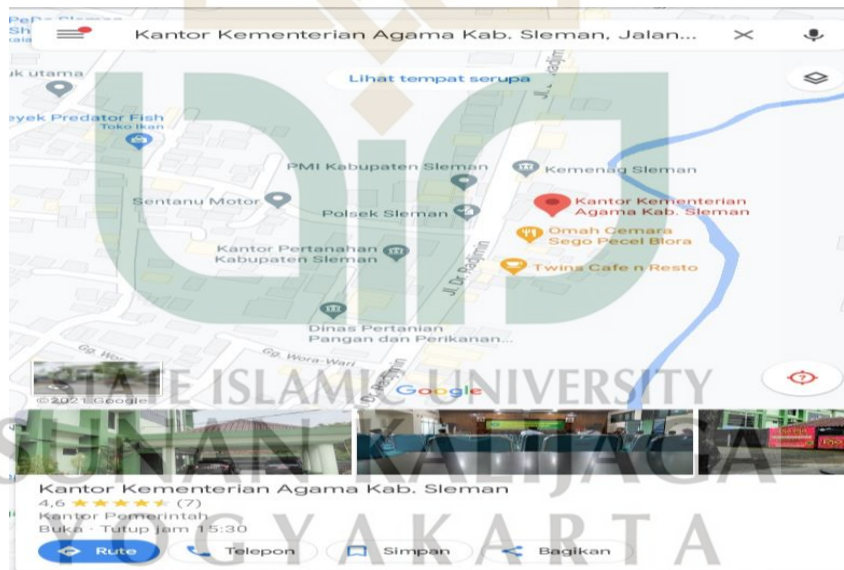 Kantor Kementerian Agama Kab. Sleman, Jalan...
Lihat tempat serupa
uk utama
eyek Predator Fish
Toko Ikan
PMI Kabupaten Sleman
Kemenag Sleman
Sentanu Motor
Polsek Sleman
Kantor Kementerian
Agama Kab. Sleman
Omah Cemara
Sego Pecel Blora
Kantor Pertanahan
Kabupaten Sleman
Twins Cafe n Resto
Jl. Dr. Radjimin
Dinas Pertanian
Pangan dan Perikanan...
Gg. Wora-Wari
Google
©2021 Google
STATE ISLAMIC UNIVERSITY
SUNAN KALIJAGA
YOGYAKARTA
Kantor Kementerian Agama Kab. Sleman
4,6 (7)
Kantor Pemerintah
Buka · Tutup jam 15:30
Rute
Telepon
Simpan
Bagikan